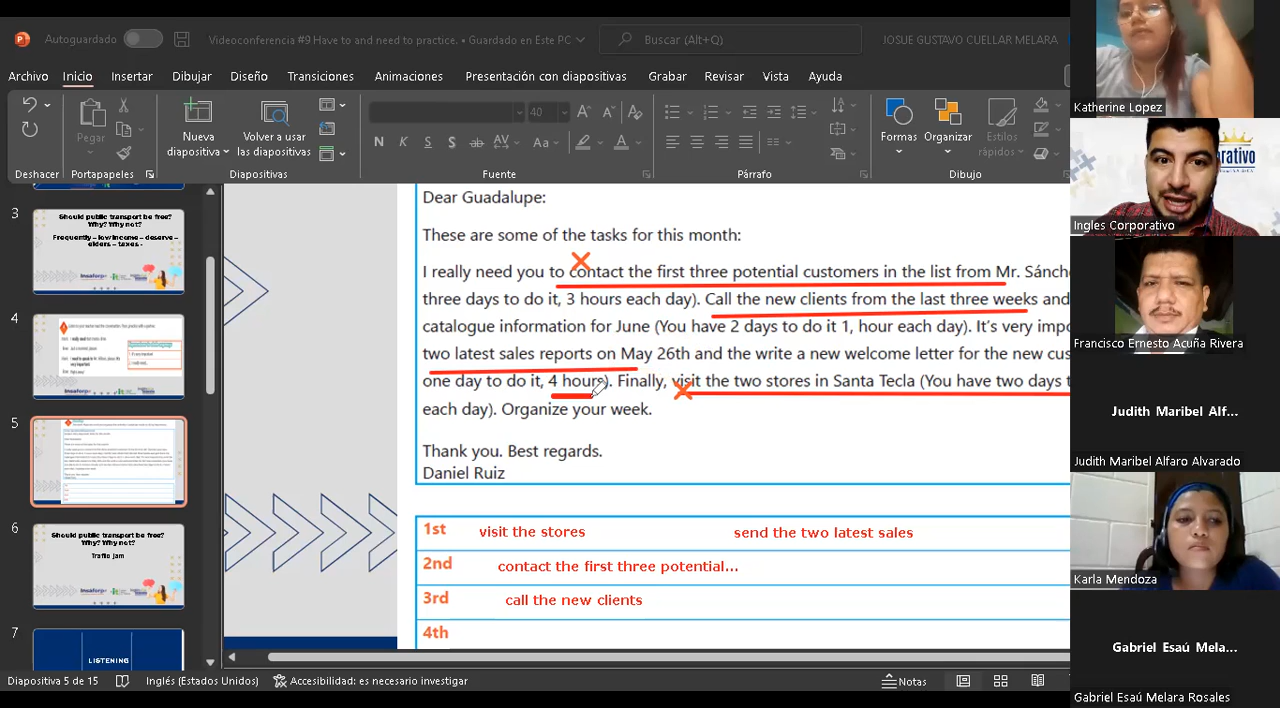 Autoguardado
Videoconferencia #9 Have to and need to practice. • Guardado en Este PC
Buscar (Alt+Q)
JOSUE GUSTAVO CUELLAR MELARA
Archivo Inicio Insertar Dibujar Diseño Transiciones Animaciones Presentación con diapositivas Grabar Revisar Vista Ayuda
Pegar
Nueva diapositiva
Volver a usar las diapositivas
40
N K S S ab AV Aa A
Formas
Organizar
Estilos rápidos
Deshacer Portapapeles Diapositivas Fuente Párrafo Dibujo
3
Should public transport be free?
Why? Why not?
Frequently – low income – deserve –
elders – taxes -
4
5
6
Should public transport be free?
Why? Why not?
Traffic jam
7
LISTENING
Dear Guadalupe:
These are some of the tasks for this month:
I really need you to contact the first three potential customers in the list from Mr. Sánch
three days to do it, 3 hours each day). Call the new clients from the last three weeks and
catalogue information for June (You have 2 days to do it 1, hour each day). It's very impo
two latest sales reports on May 26th and the write a new welcome letter for the new cus
one day to do it, 4 hours). Finally, visit the two stores in Santa Tecla (You have two days t
each day). Organize your week.
Thank you. Best regards.
Daniel Ruiz
1st visit the stores send the two latest sales
2nd contact the first three potential...
3rd call the new clients
4th
Diapositiva 5 de 15
Inglés (Estados Unidos)
Accesibilidad: es necesario investigar
Notas
Katherine Lopez
Ingles Corporativo
Francisco Ernesto Acuña Rivera
Judith Maribel Alf...
Judith Maribel Alfaro Alvarado
Karla Mendoza
Gabriel Esaú Mela...
Gabriel Esaú Melara Rosales